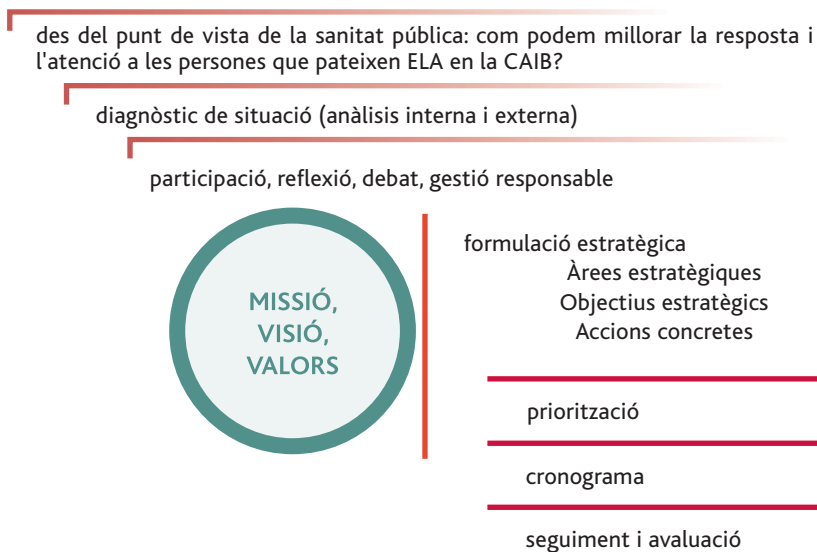 des del punt de vista de la sanitat pública: com podem millorar la resposta i
l'atenció a les persones que pateixen ELA en la CAIB?
diagnòstic de situació (anàlisis interna i externa)
participació, reflexió, debat, gestió responsable
MISSIÓ,
VISIÓ,
VALORS
formulació estratègica
Àrees estratègiques
Objectius estratègics
Accions concretes
priorització
cronograma
seguiment i avaluació